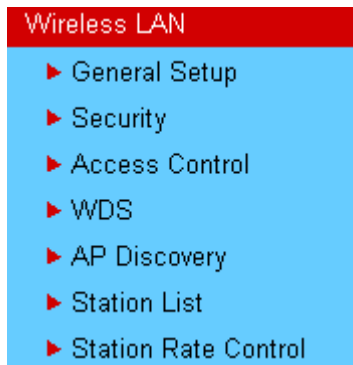 Wireless LAN
General Setup
Security
Access Control
WDS
AP Discovery
Station List
Station Rate Control